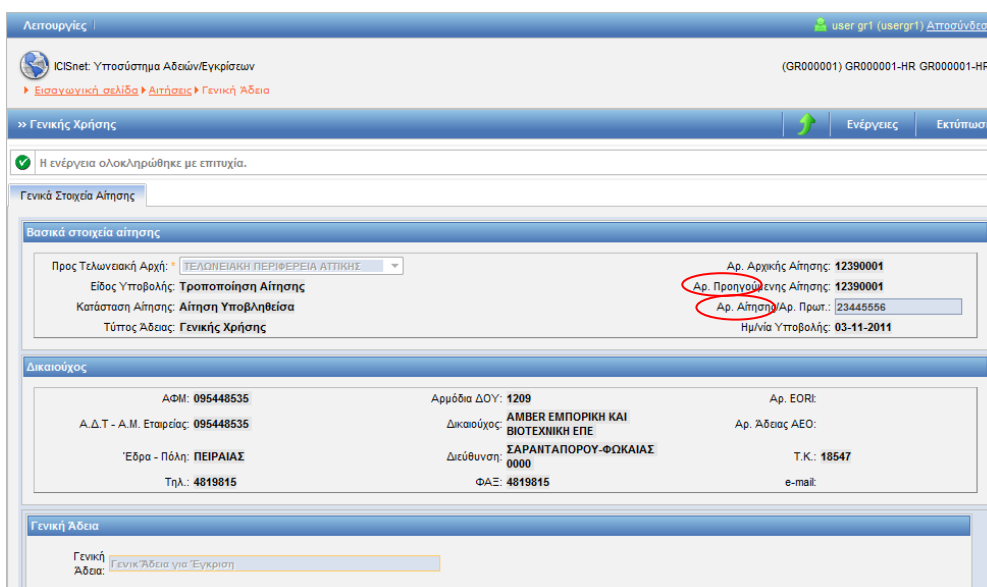 Λειτουργίες user gr1 (usergr1) Αποσύνδεσ
ICISnet: Υποσύστημα Αδειών/Εγκρίσεων (GR000001) GR000001-HR GR000001-HR
Εισαγωγική σελίδα Αιτήσεις Γενική Άδεια
» Γενικής Χρήσης Ενέργειες Εκτύπωσ
Η ενέργεια ολοκληρώθηκε με επιτυχία.
Γενικά Στοιχεία Αίτησης
Βασικά στοιχεία αίτησης
Προς Τελωνειακή Αρχή: * ΤΕΛΩΝΕΙΑΚΗ ΠΕΡΙΦΕΡΕΙΑ ΑΤΤΙΚΗΣ Αρ. Αρχικής Αίτησης: 12390001
Είδος Υποβολής: Τροποποίηση Αίτησης Αρ. Προηγούμενης Αίτησης: 12390001
Κατάσταση Αίτησης: Αίτηση Υποβληθείσα Αρ. Αίτησης/Αρ. Πρωτ.: 23445556
Τύπος Άδειας: Γενικής Χρήσης Ημ/νία Υποβολής: 03-11-2011
Δικαιούχος
ΑΦΜ: 095448535 Αρμόδια ΔΟΥ: 1209 Αρ. EORI:
Α.Δ.Τ - Α.Μ. Εταιρείας: 095448535 Δικαιούχος: AMBER ΕΜΠΟΡΙΚΗ ΚΑΙ ΒΙΟΤΕΧΝΙΚΗ ΕΠΕ Αρ. Άδειας ΑΕΟ:
Έδρα - Πόλη: ΠΕΙΡΑΙΑΣ Διεύθυνση: ΣΑΡΑΝΤΑΠΟΡΟΥ-ΦΩΚΑΙΑΣ 0000 Τ.Κ.: 18547
Τηλ.: 4819815 ΦΑΞ: 4819815 e-mail:
Γενική Άδεια
Γενική Άδεια: ΓενικΆδεια για Έγκριση